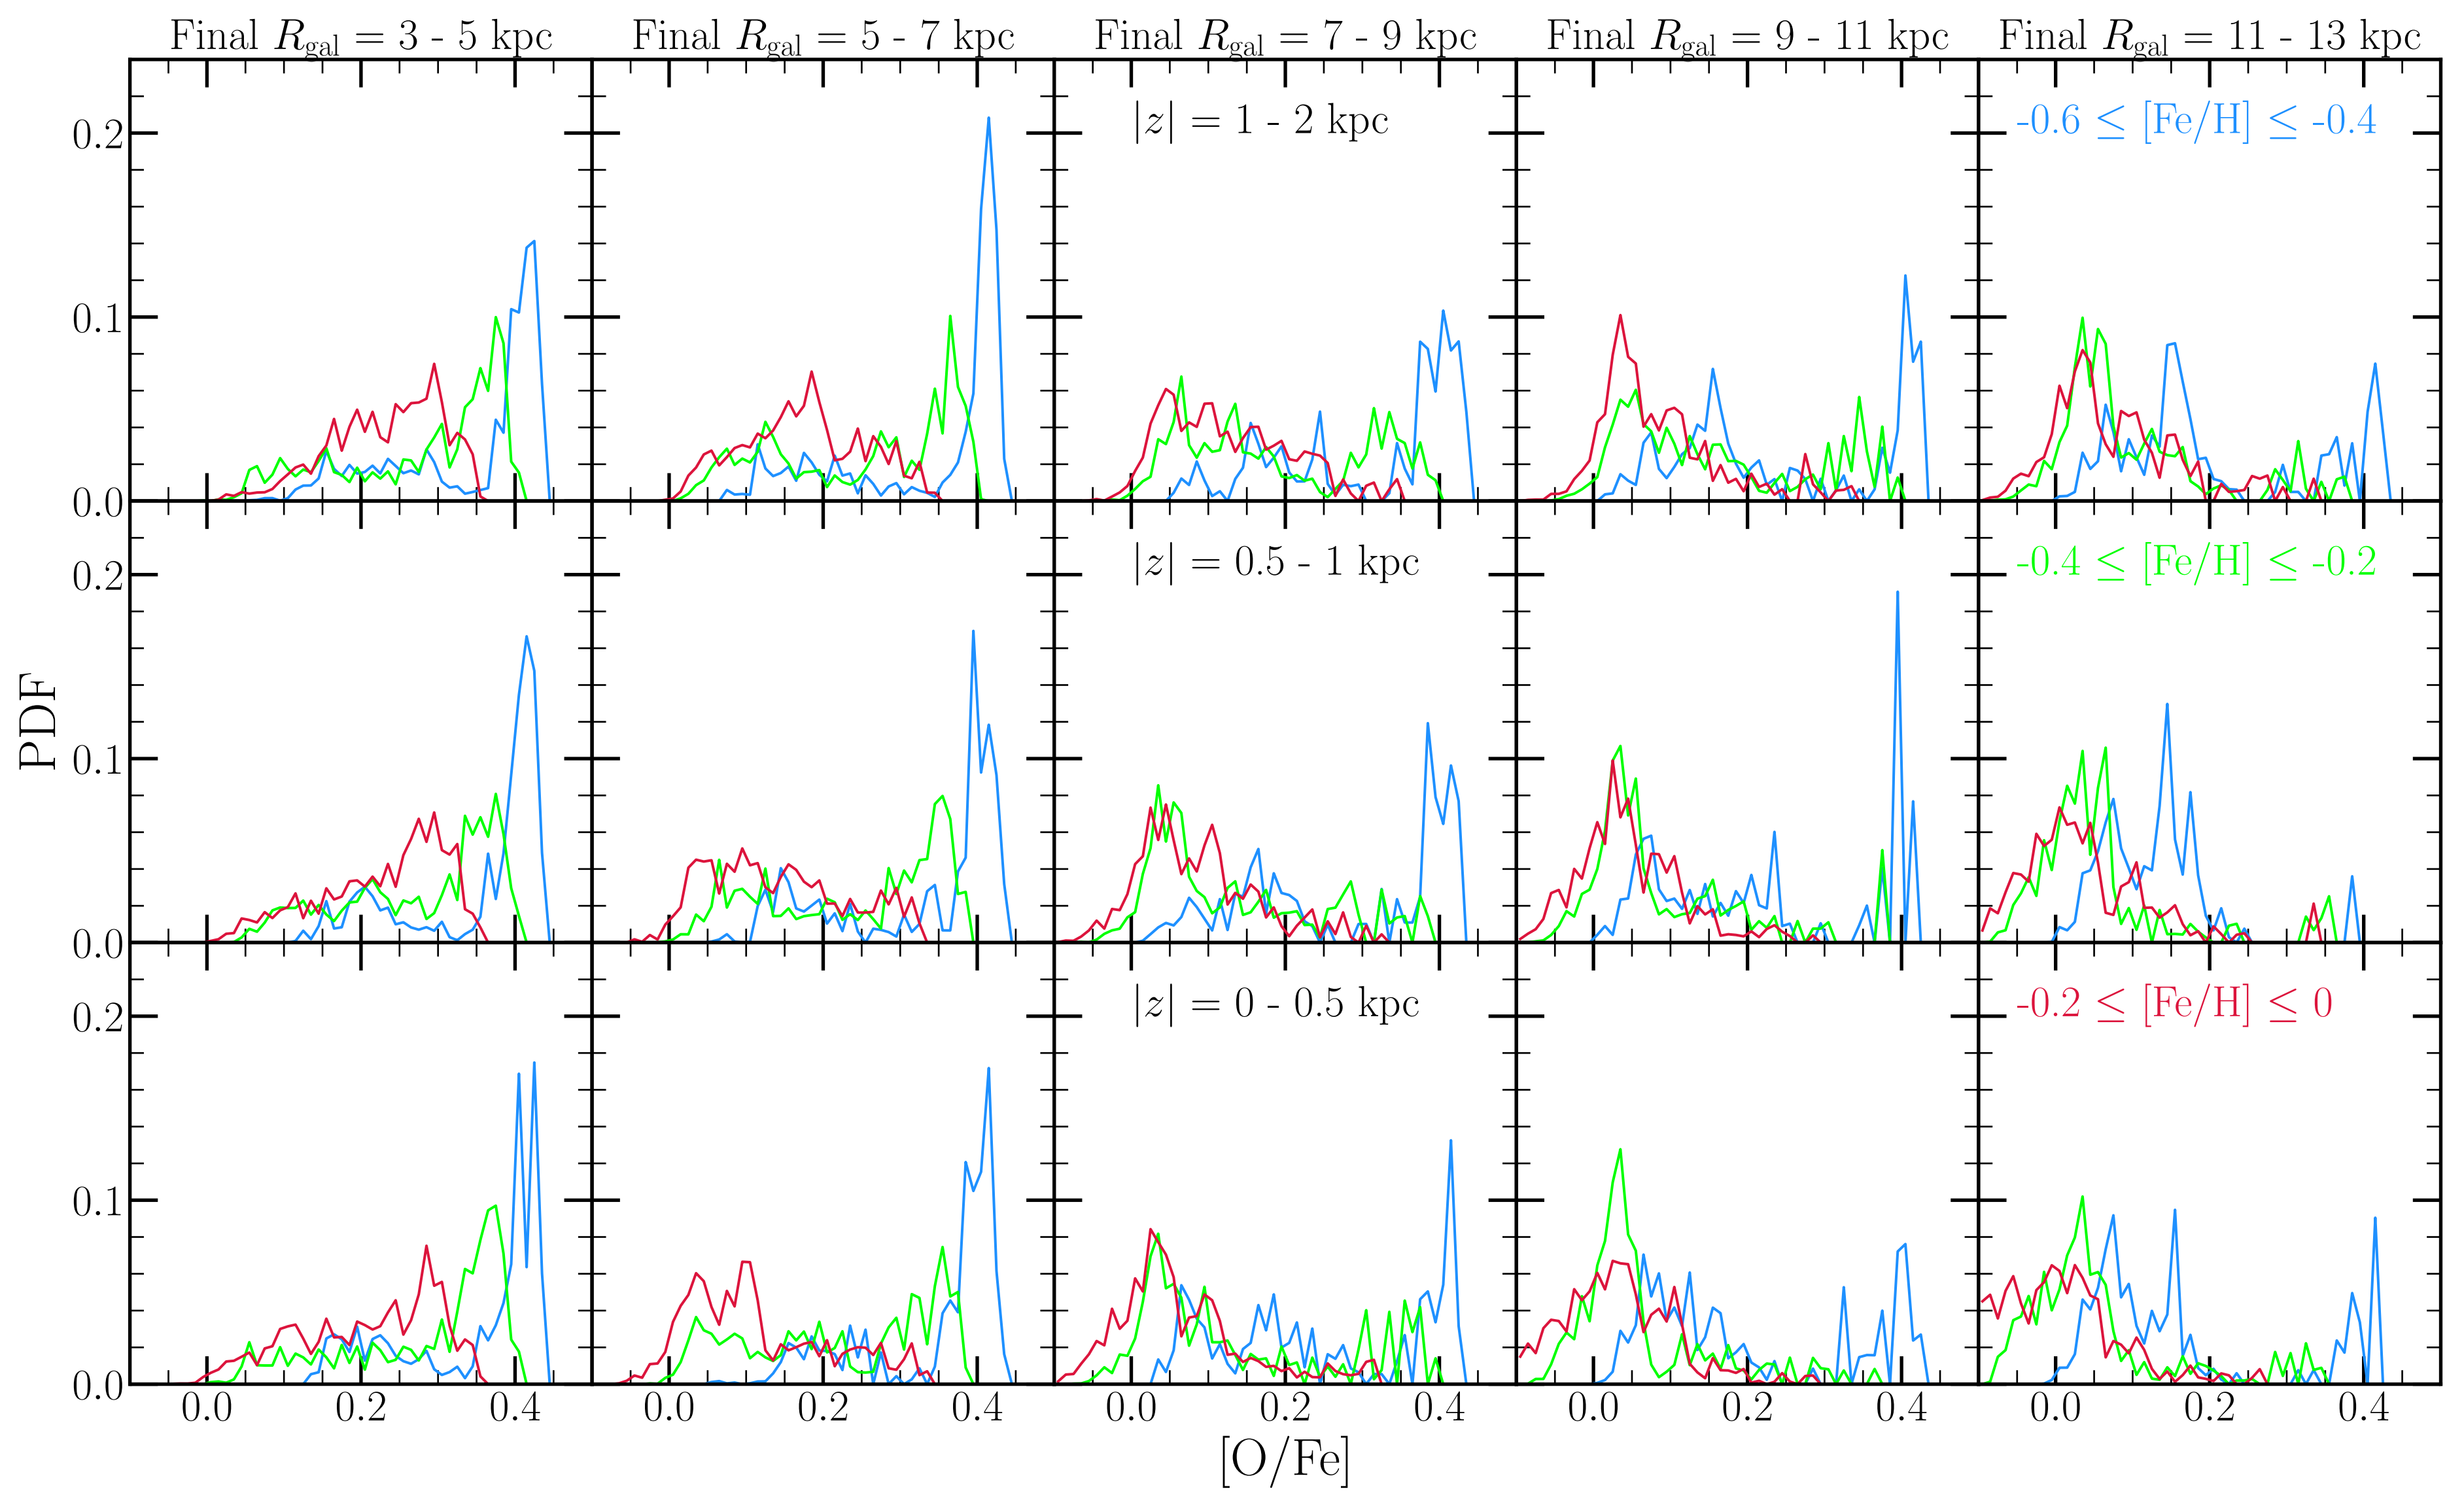 Final R_gal = 3 - 5 kpc
Final R_gal = 5 - 7 kpc
Final R_gal = 7 - 9 kpc
Final R_gal = 9 - 11 kpc
Final R_gal = 11 - 13 kpc
|z| = 1 - 2 kpc
-0.6 ≤ [Fe/H] ≤ -0.4
0.2
0.1
0.0
|z| = 0.5 - 1 kpc
-0.4 ≤ [Fe/H] ≤ -0.2
0.2
0.1
0.0
PDF
|z| = 0 - 0.5 kpc
-0.2 ≤ [Fe/H] ≤ 0
0.2
0.1
0.0
0.0 0.2 0.4
0.0 0.2 0.4
0.0 0.2 0.4
0.0 0.2 0.4
0.0 0.2 0.4
[O/Fe]